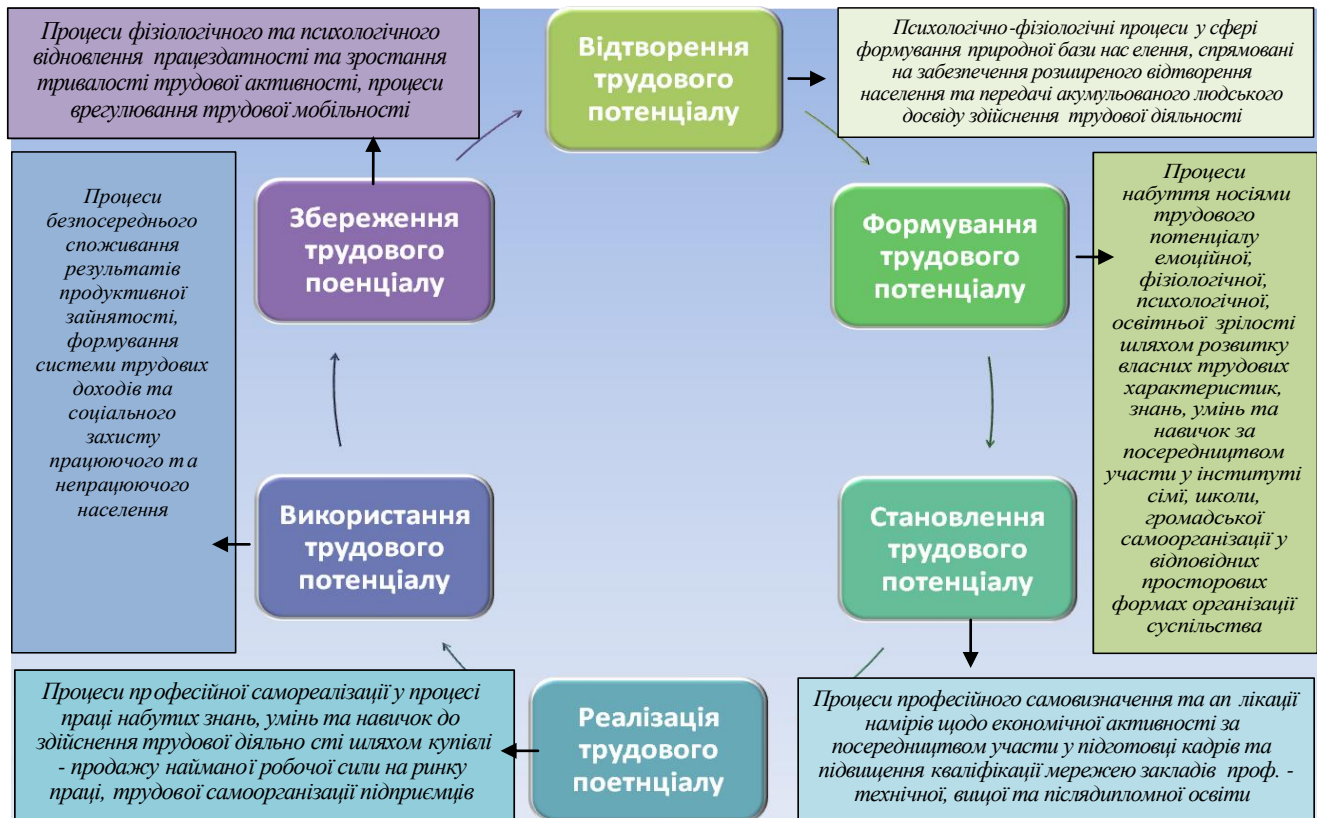 Процеси фізіологічного та психологічного
відновлення працездатності та зростання
тривалості трудової активності, процеси
врегулювання трудової мобільності
Відтворення
трудового
потенціалу
Психологічно-фізіологічні процеси у сфері
формування природної бази нас елення, спрямовані
на забезпечення розширеного відтворення
населення та передачі акумульованого людського
досвіду здійснення трудової діяльності
Збереження
трудового
поенціалу
Формування
трудового
потенціалу
Процеси
безпосереднього
споживання
результатів
продуктивної
зайнятості,
формування
системи трудових
доходів та
соціального
захисту
працюючого та
непрацюючого
населення
Процеси
набуття носіями
трудового
потенціалу
емоційної,
фізіологічної,
психологічної,
освітньої зрілості
шляхом розвитку
власних трудових
характеристик,
знань, умінь та
навичок за
посередництвом
участи у інституті
сімї, школи,
громадської
самоорганізації у
відповідних
просторових
формах організації
суспільства
Використання
трудового
потенціалу
Становлення
трудового
потенціалу
Процеси професійної самореалізації у процесі
праці набутих знань, умінь та навичок до
здійснення трудової діяльно сті шляхом купівлі
- продажу найманої робочої сили на ринку
праці, трудової самоорганізації підприємців
Реалізація
трудового
поетнціалу
Процеси професійного самовизначення та ап лікації
намірів щодо економічної активності за
посередництвом участи у підготовці кадрів та
підвищення кваліфікації мережею закладів проф. -
технічної, вищої та післядипломної освіти